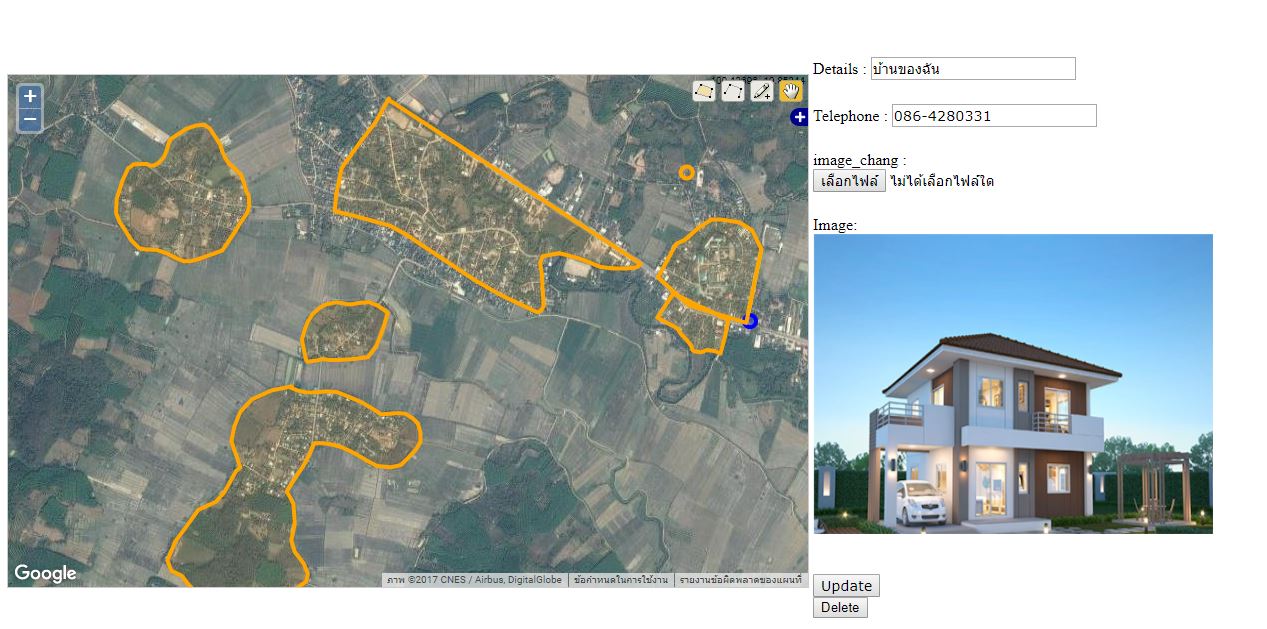 Details : บ้านของฉัน
Telephone : 086-4280331
image_chang :
เลือกไฟล์ ไม่ได้เลือกไฟล์ใด
Image:
+
−
+
Google
ภาพ ©2017 CNES / Airbus, DigitalGlobe ข้อกำหนดในการใช้งาน รายงานข้อผิดพลาดของแผนที่
Update
Delete